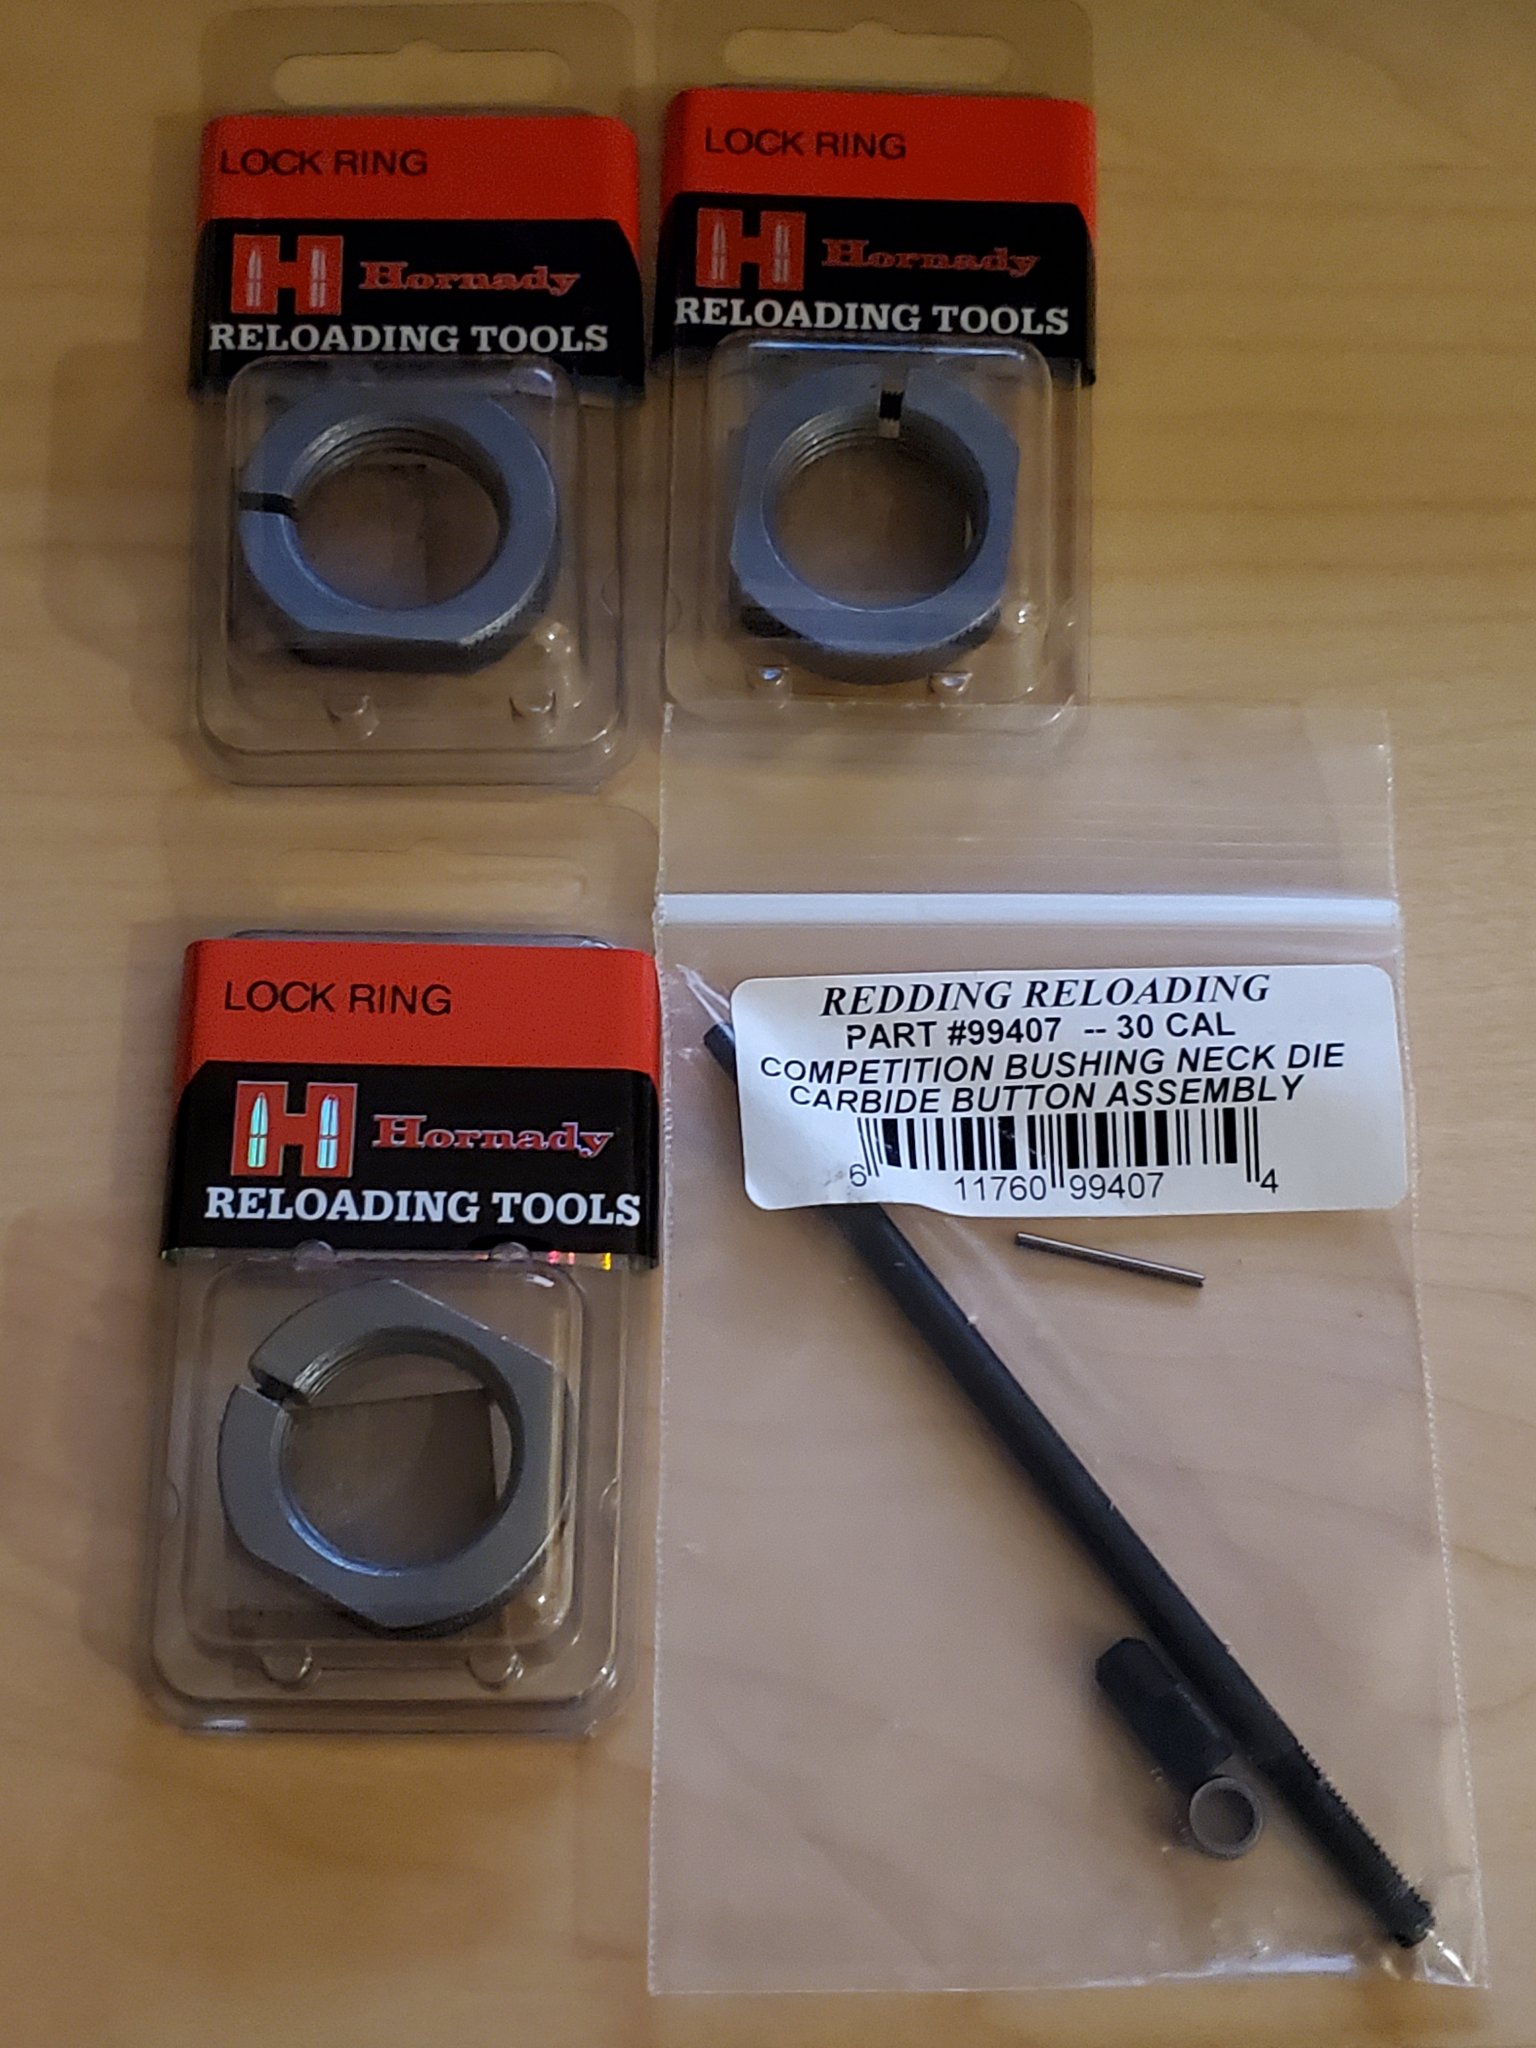 LOCK RING
H Hornady
RELOADING TOOLS
LOCK RING
H Hornady
RELOADING TOOLS
LOCK RING
H Hornady
RELOADING TOOLS
REDDING RELOADING
PART #99407 -- 30 CAL
COMPETITION BUSHING NECK DIE
CARBIDE BUTTON ASSEMBLY
6 11760 99407 4